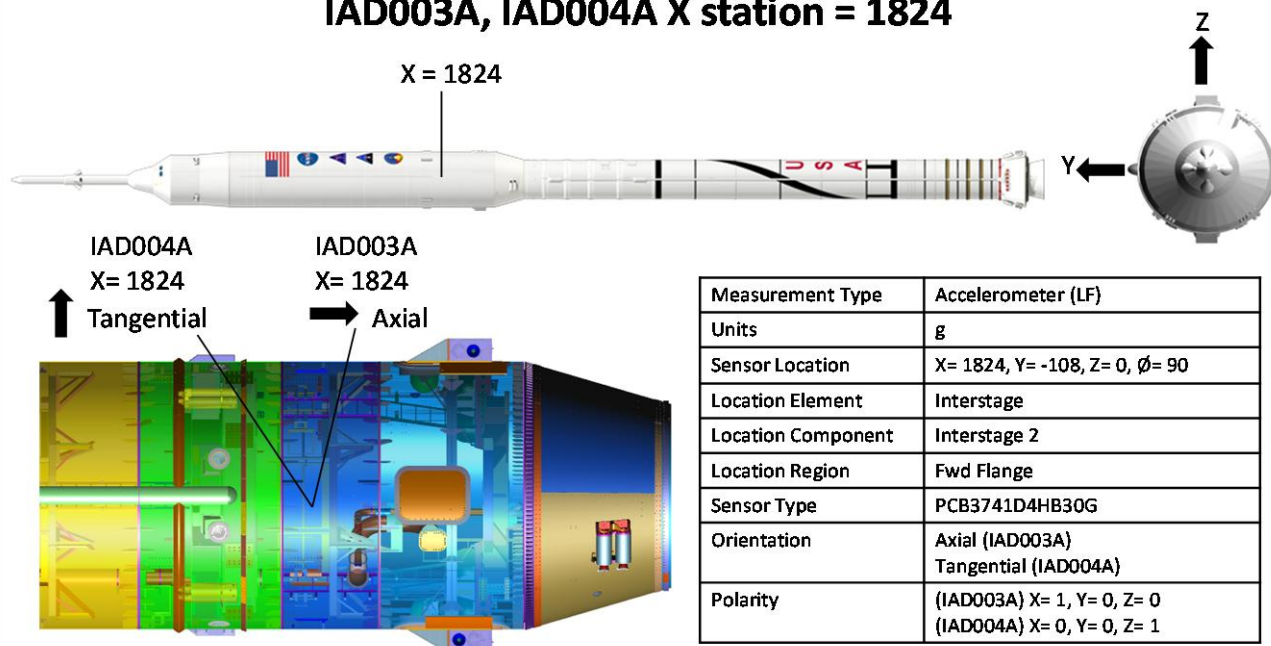 IAD003A, IAD004A X station = 1824
Z
X = 1824
USA
Y
IAD004A
X= 1824
Tangential
IAD003A
X= 1824
Axial
Measurement Type Accelerometer (LF)
Units g
Sensor Location X= 1824, Y= -108, Z= 0, Ø= 90
Location Element Interstage
Location Component Interstage 2
Location Region Fwd Flange
Sensor Type PCB3741D4HB30G
Orientation Axial (IAD003A)
Tangential (IAD004A)
Polarity (IAD003A) X= 1, Y= 0, Z= 0
(IAD004A) X= 0, Y= 0, Z= 1